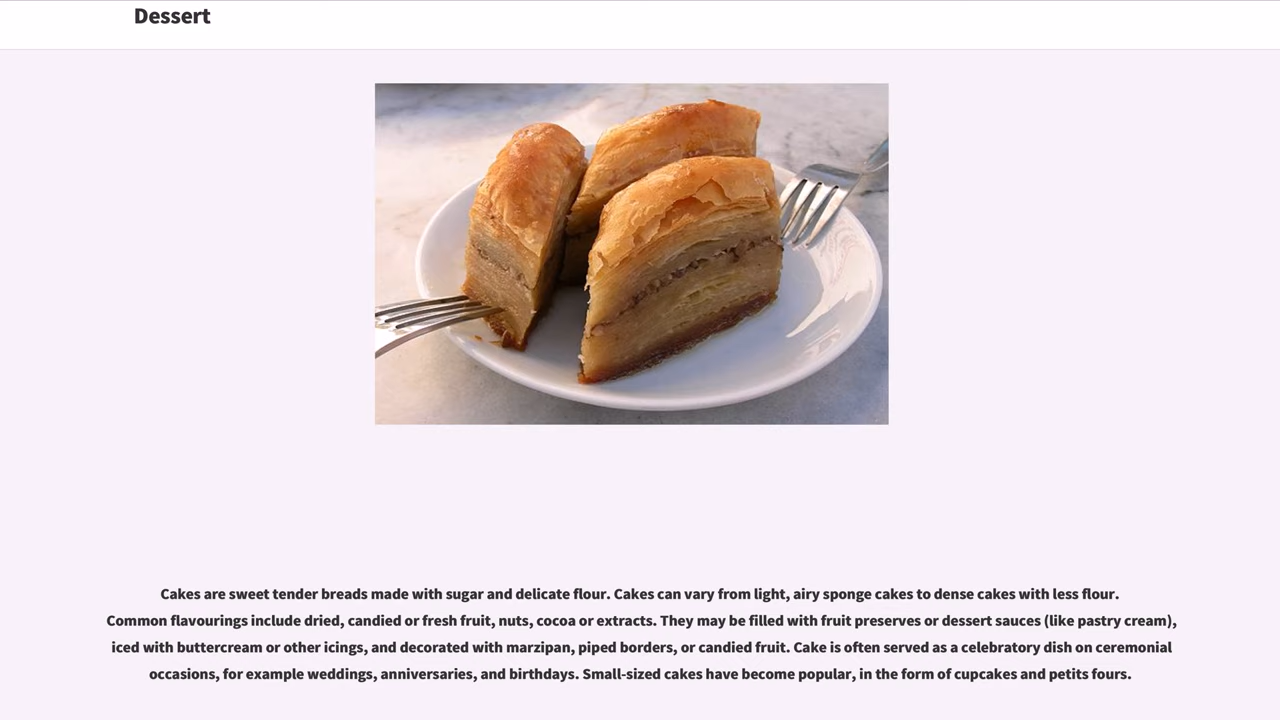 Dessert
Cakes are sweet tender breads made with sugar and delicate flour. Cakes can vary from light, airy sponge cakes to dense cakes with less flour.
Common flavourings include dried, candied or fresh fruit, nuts, cocoa or extracts. They may be filled with fruit preserves or dessert sauces (like pastry cream),
iced with buttercream or other icings, and decorated with marzipan, piped borders, or candied fruit. Cake is often served as a celebratory dish on ceremonial
occasions, for example weddings, anniversaries, and birthdays. Small-sized cakes have become popular, in the form of cupcakes and petits fours.